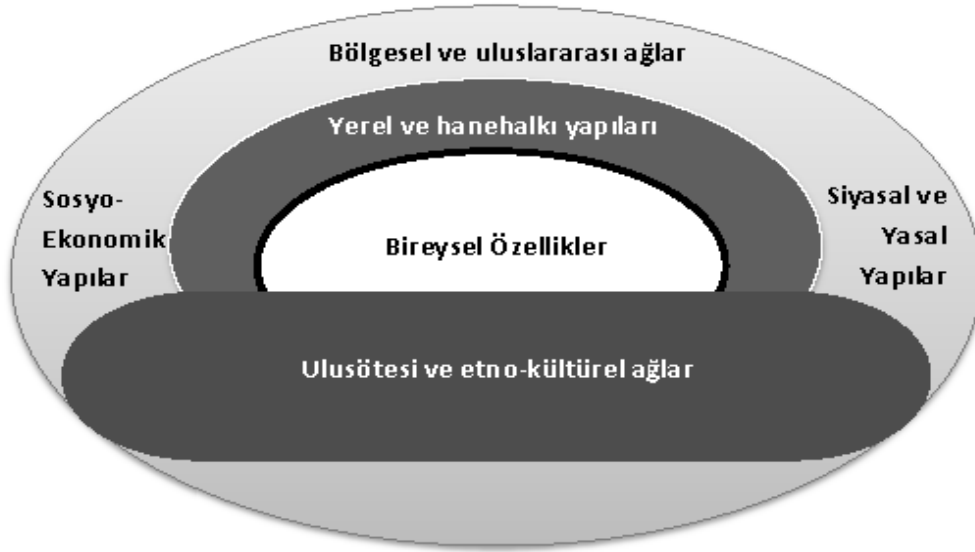 Bölgesel ve uluslararası ağlar
Yerel ve hanehalkı yapıları
Sosyo-
Ekonomik
Yapılar
Siyasal ve
Yasal
Yapılar
Bireysel Özellikler
Ulusötesi ve etno-kültürel ağlar